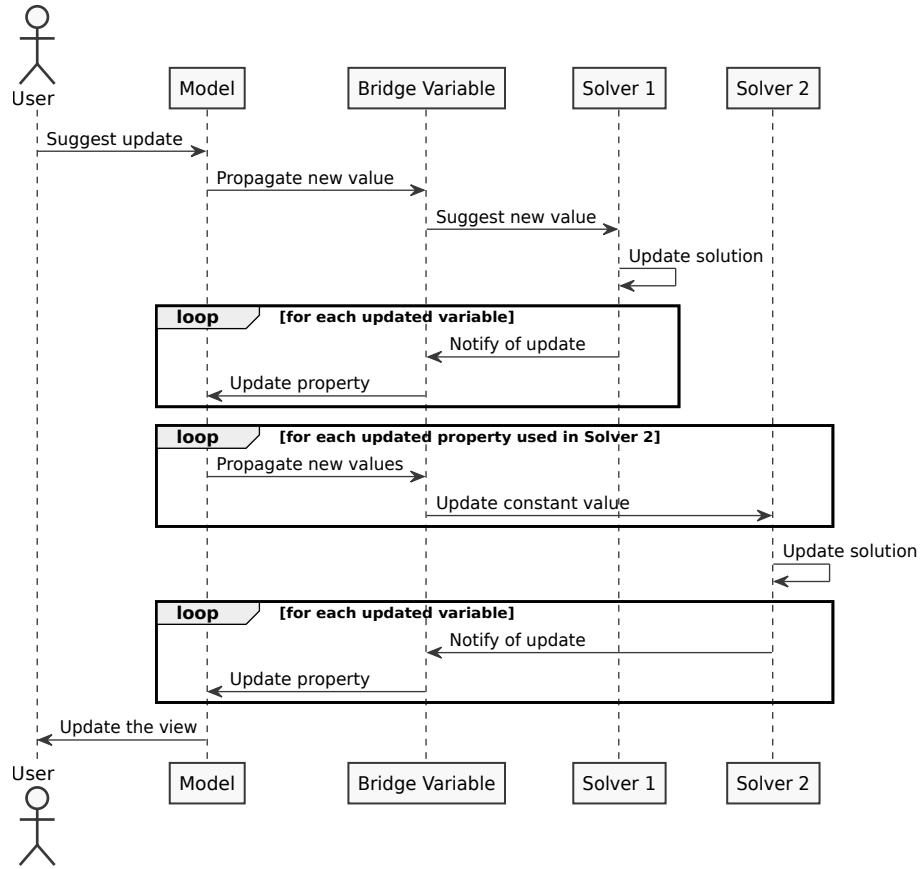 User
Model
Bridge Variable
Solver 1
Solver 2
Suggest update
Propagate new value
Suggest new value
Update solution
loop
[for each updated variable]
Notify of update
Update property
loop
[for each updated property used in Solver 2]
Propagate new values
Update constant value
Update solution
loop
[for each updated variable]
Notify of update
Update property
Update the view
User
Model
Bridge Variable
Solver 1
Solver 2